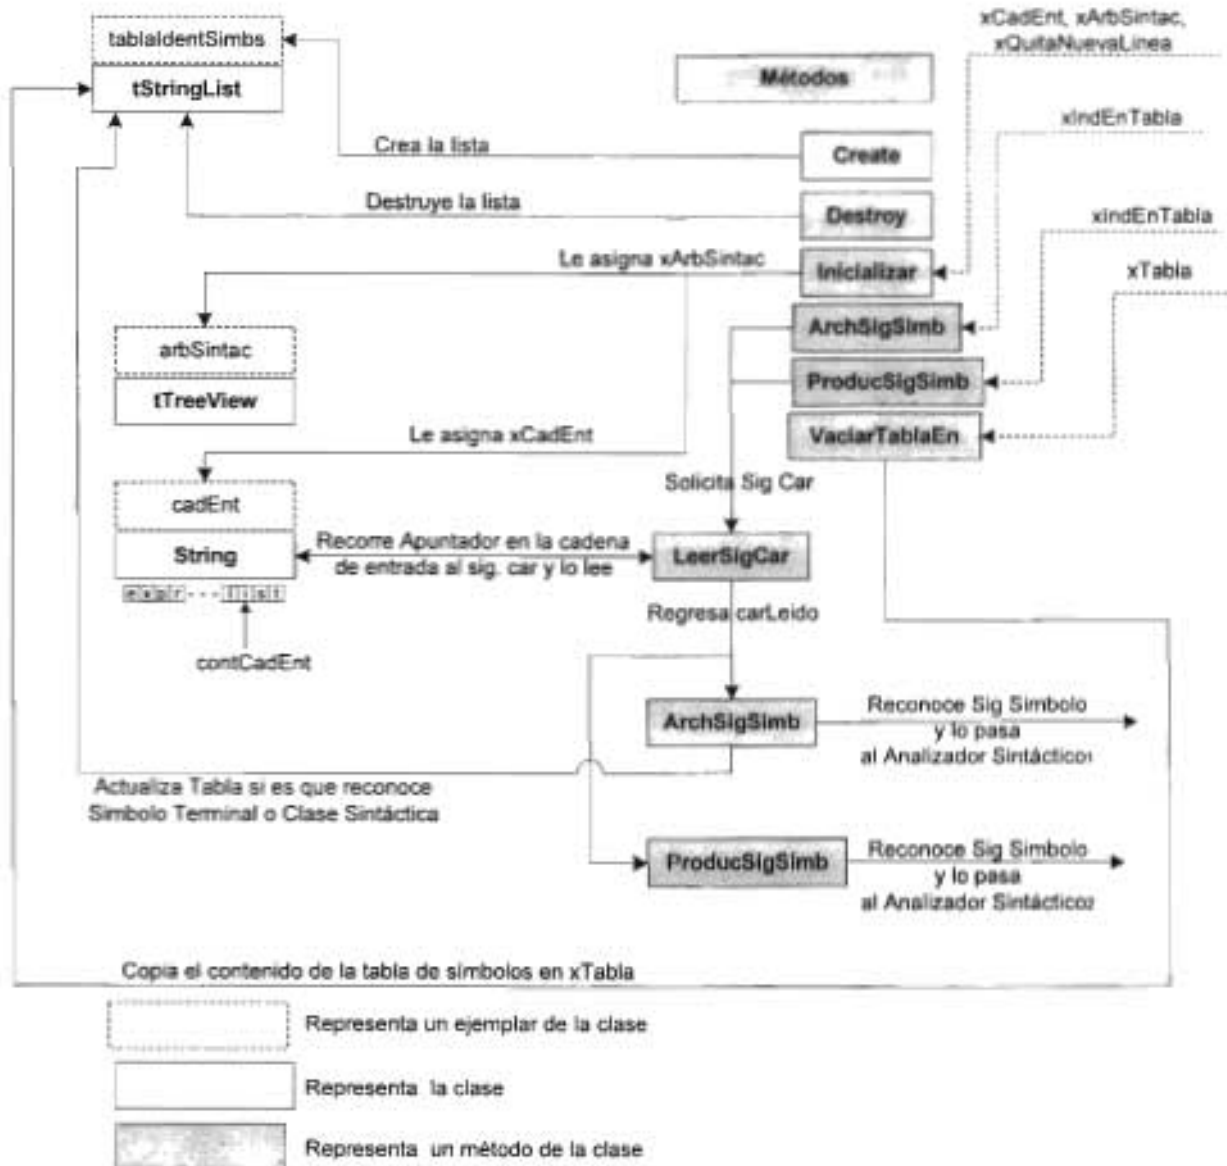 xCadEnt, xArbSintac,
xQuitaNuevaLinea
tablaIdentSimbs
tStringList
Métodos
xIndEnTabla
Crea la lista
Create
Destruye la lista
Destroy
xIndEnTabla
Le asigna xArbSintac
Inicializar
xTabla
ArchSigSimb
arbSintac
tTreeView
ProducSigSimb
Le asigna xCadEnt
VaciarTablaEn
Solicita Sig Car
cadEnt
String
Recorre Apuntador en la cadena
de entrada al sig. car y lo lee
LeerSigCar
expr - - - list
Regresa carLeido
contCadEnt
ArchSigSimb
Reconoce Sig Simbolo
y lo pasa
al Analizador Sintáctico1
Actualiza Tabla si es que reconoce
Simbolo Terminal o Clase Sintáctica
ProducSigSimb
Reconoce Sig Simbolo
y lo pasa
al Analizador Sintáctico2
Copia el contenido de la tabla de símbolos en xTabla
Representa un ejemplar de la clase
Representa la clase
Representa un método de la clase